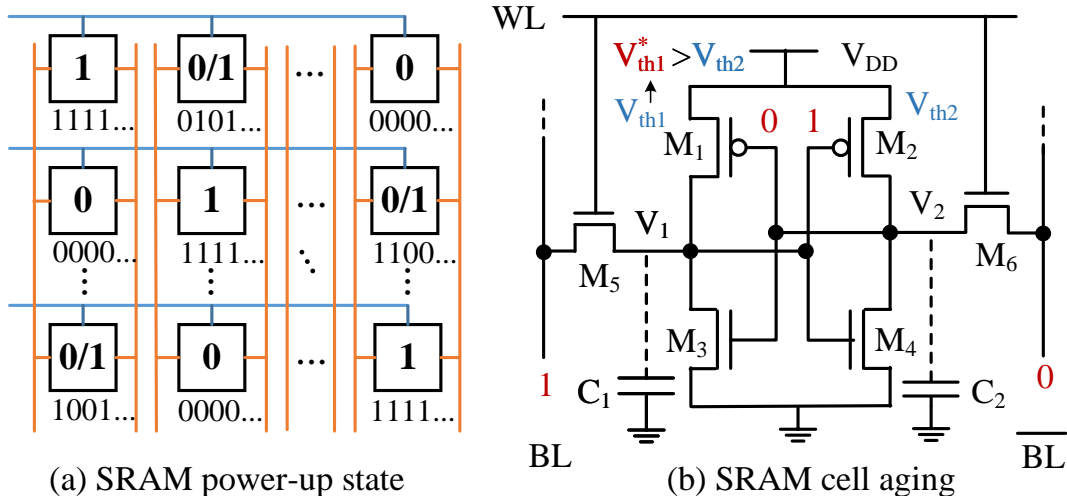 1 0/1 ... 0
1111... 0101... 0000...
0 1 ... 0/1
0000... 1111... 1100...
0/1 0 ... 1
1001... 0000... 1111...
(a) SRAM power-up state
WL
V*th1 > Vth2 VDD
Vth1 0 1 Vth2
M1 M2
V1 V2
M5 M6
M3 M4
1 C1 C2 0
BL BL
(b) SRAM cell aging